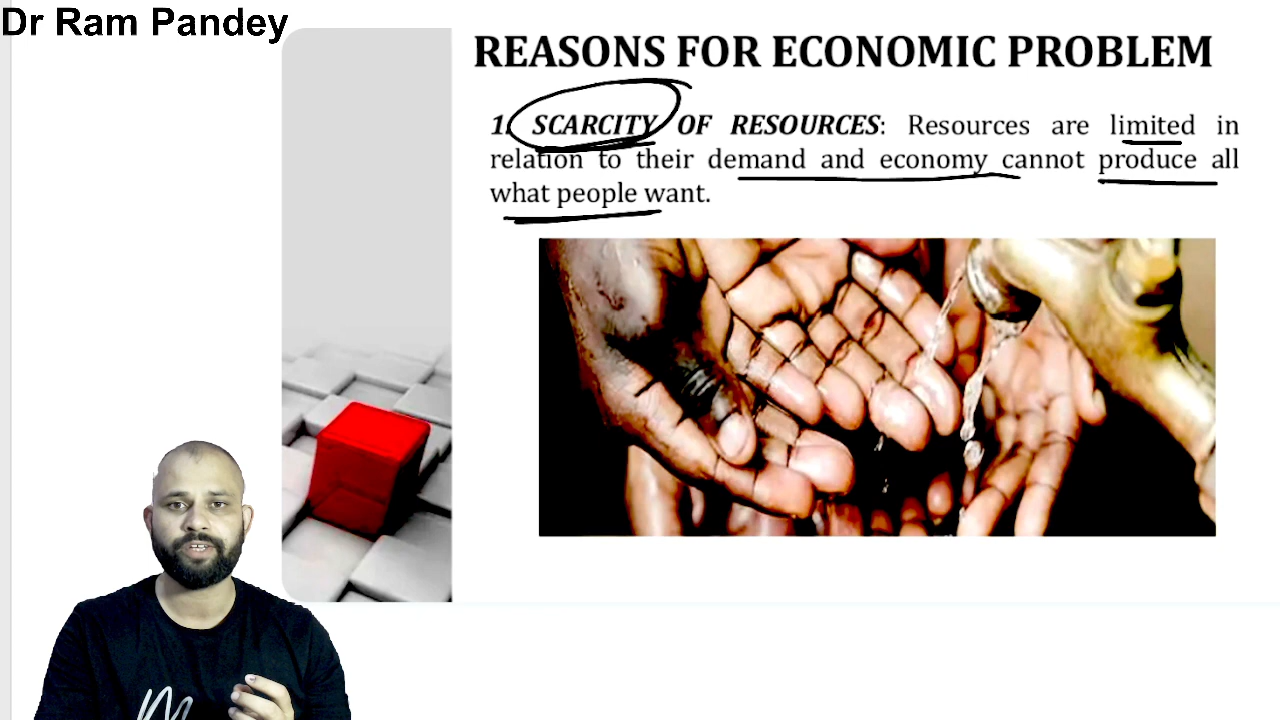 Dr Ram Pandey
REASONS FOR ECONOMIC PROBLEM
1. SCARCITY OF RESOURCES: Resources are limited in
relation to their demand and economy cannot produce all
what people want.